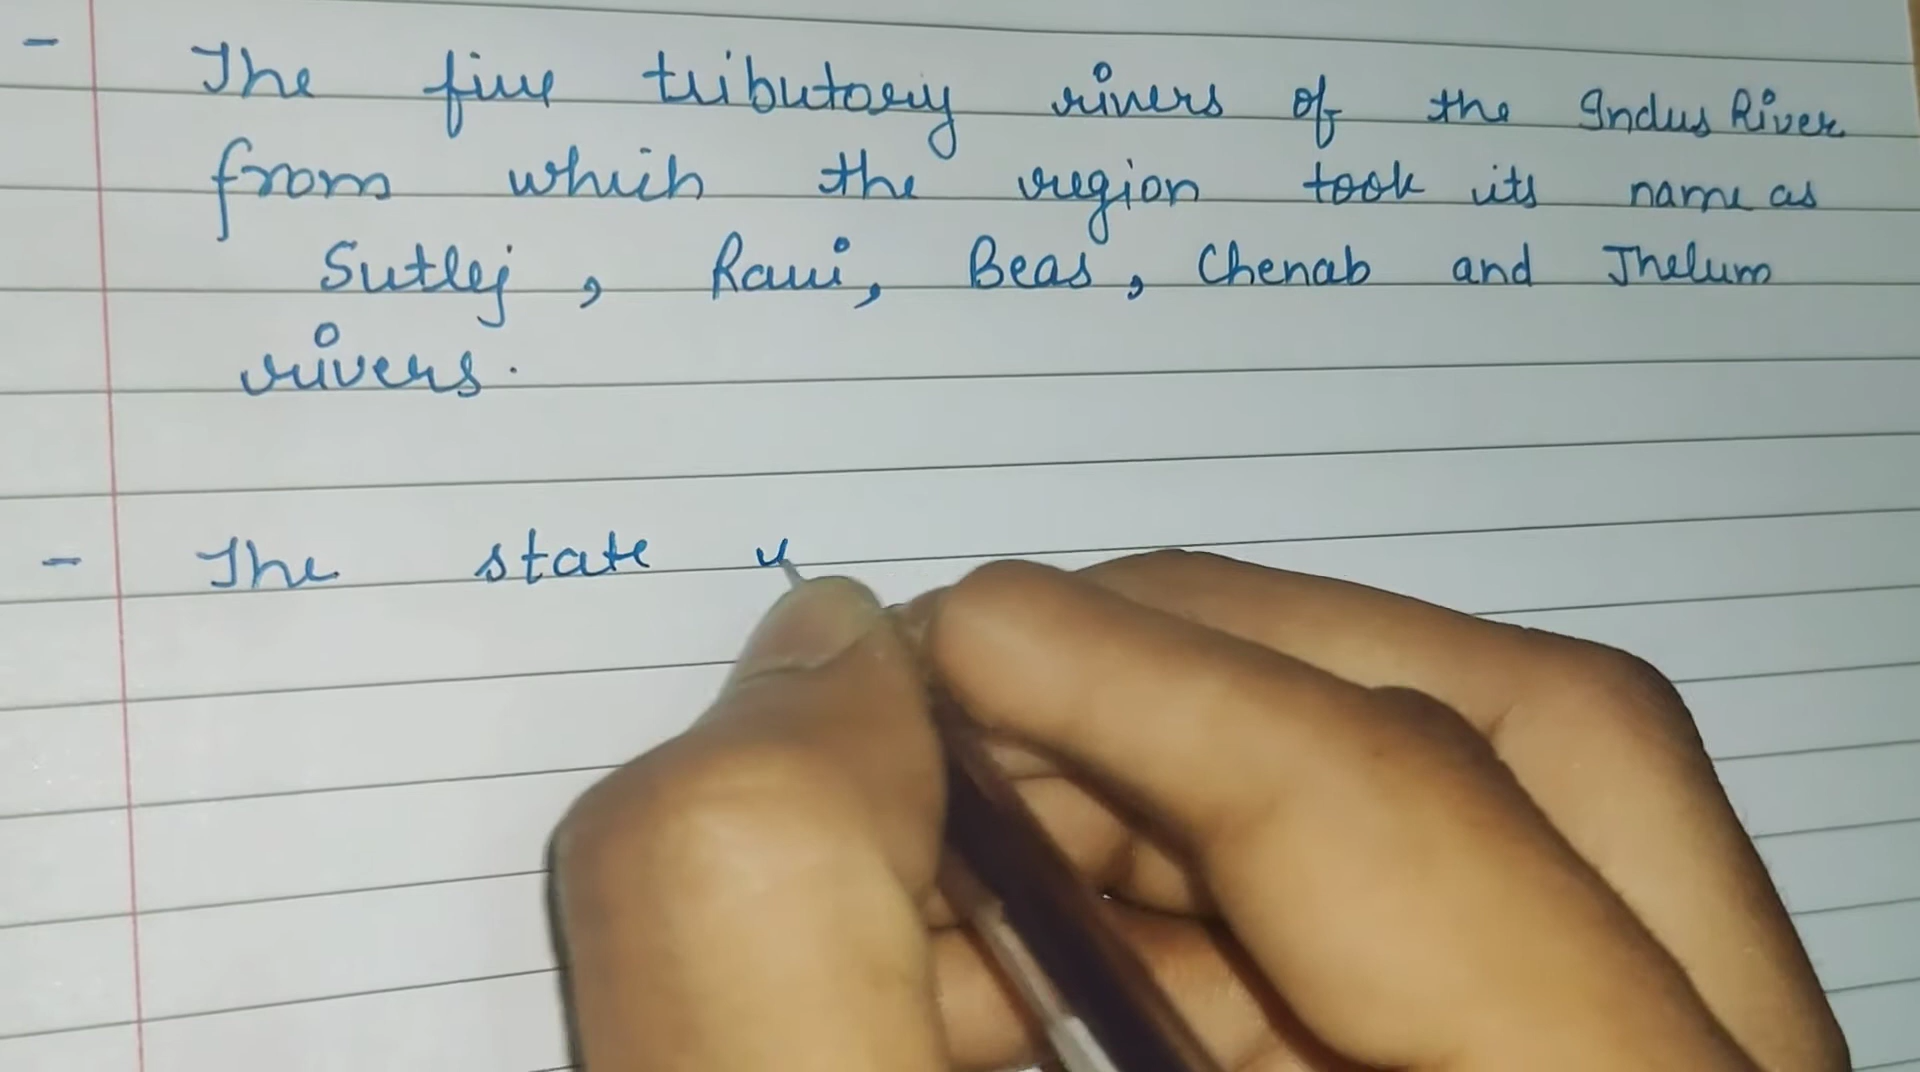 - The five tributory rivers of the Indus River
from which the region took its name as
Sutlej, Ravi, Beas, Chenab and Jhelum
rivers.
- The state